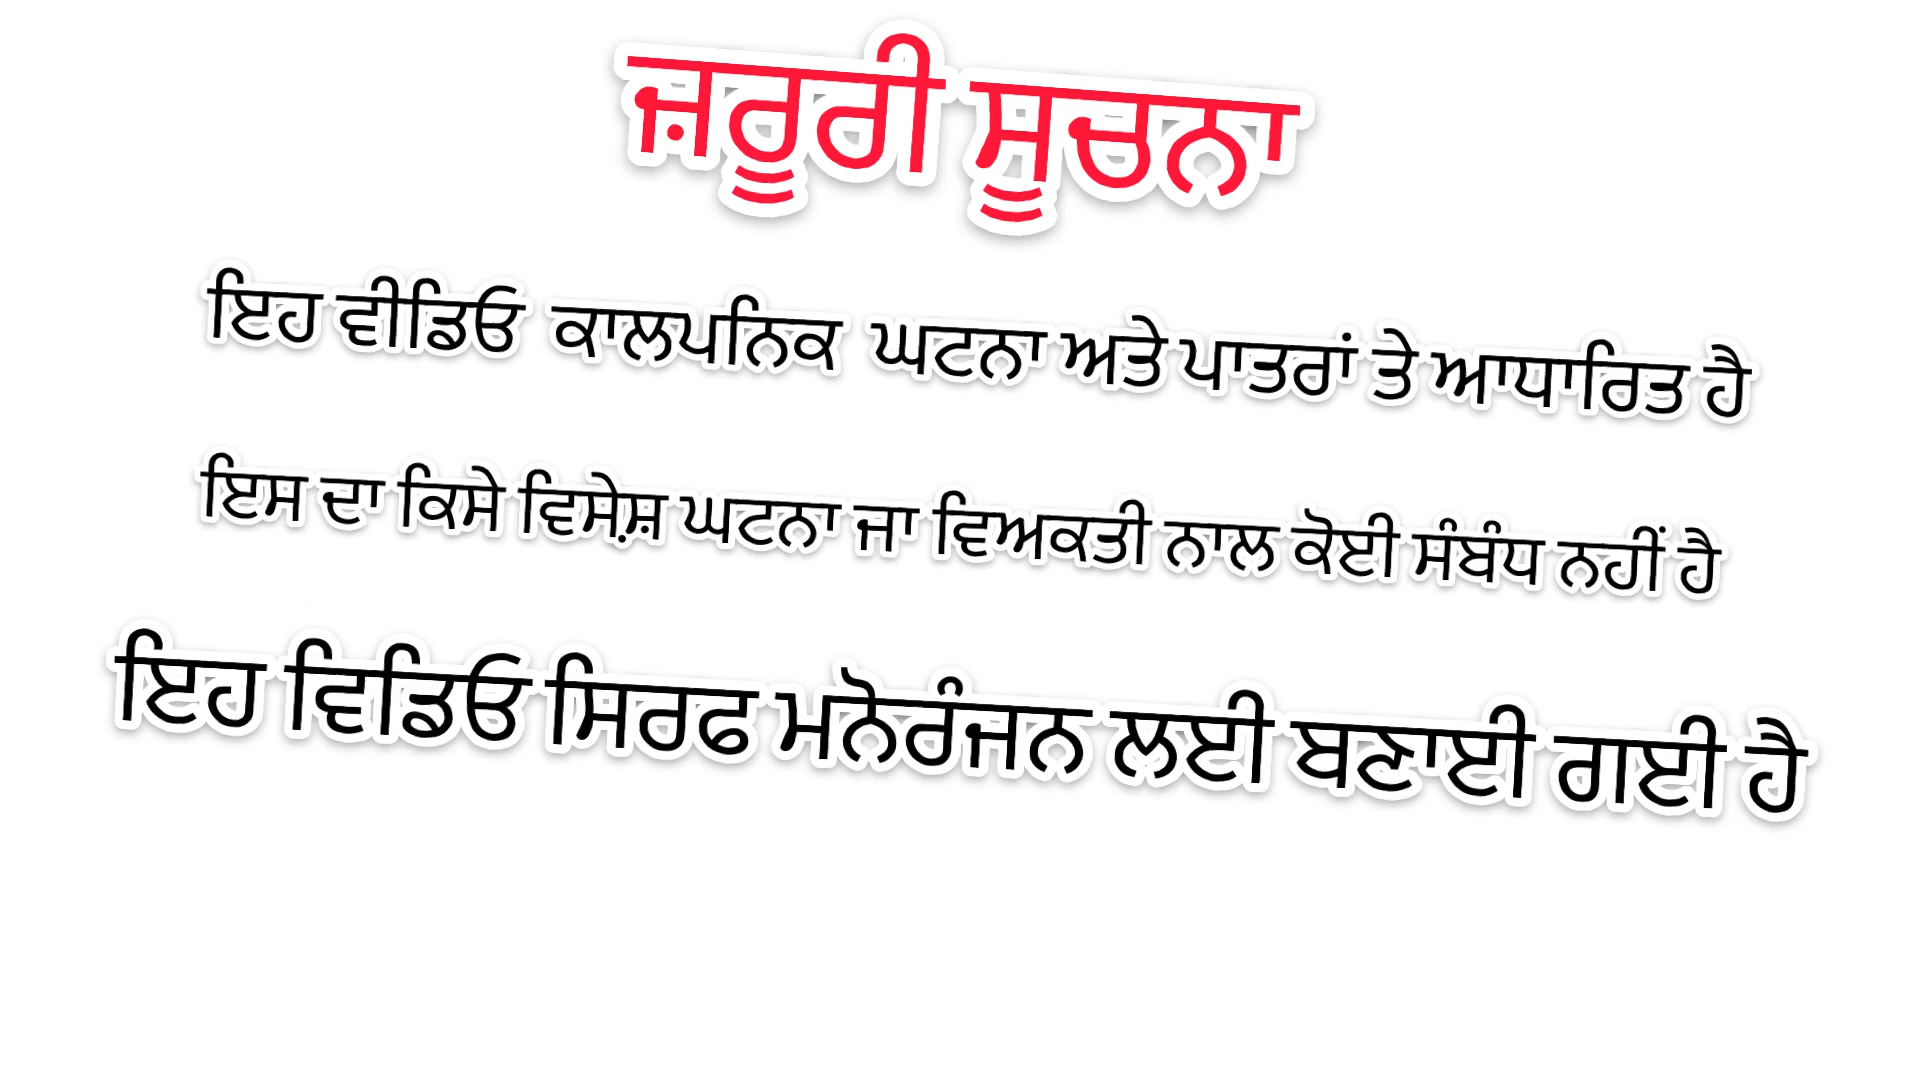 ਜ਼ਰੂਰੀ ਸੂਚਨਾ
ਇਹ ਵੀਡਿਓ ਕਾਲਪਨਿਕ ਘਟਨਾ ਅਤੇ ਪਾਤਰਾਂ ਤੇ ਆਧਾਰਿਤ ਹੈ
ਇਸ ਦਾ ਕਿਸੇ ਵਿਸੇਸ਼ ਘਟਨਾ ਜਾ ਵਿਅਕਤੀ ਨਾਲ ਕੋਈ ਸੰਬੰਧ ਨਹੀਂ ਹੈ
ਇਹ ਵਿਡਿਓ ਸਿਰਫ ਮਨੋਰੰਜਨ ਲਈ ਬਣਾਈ ਗਈ ਹੈ